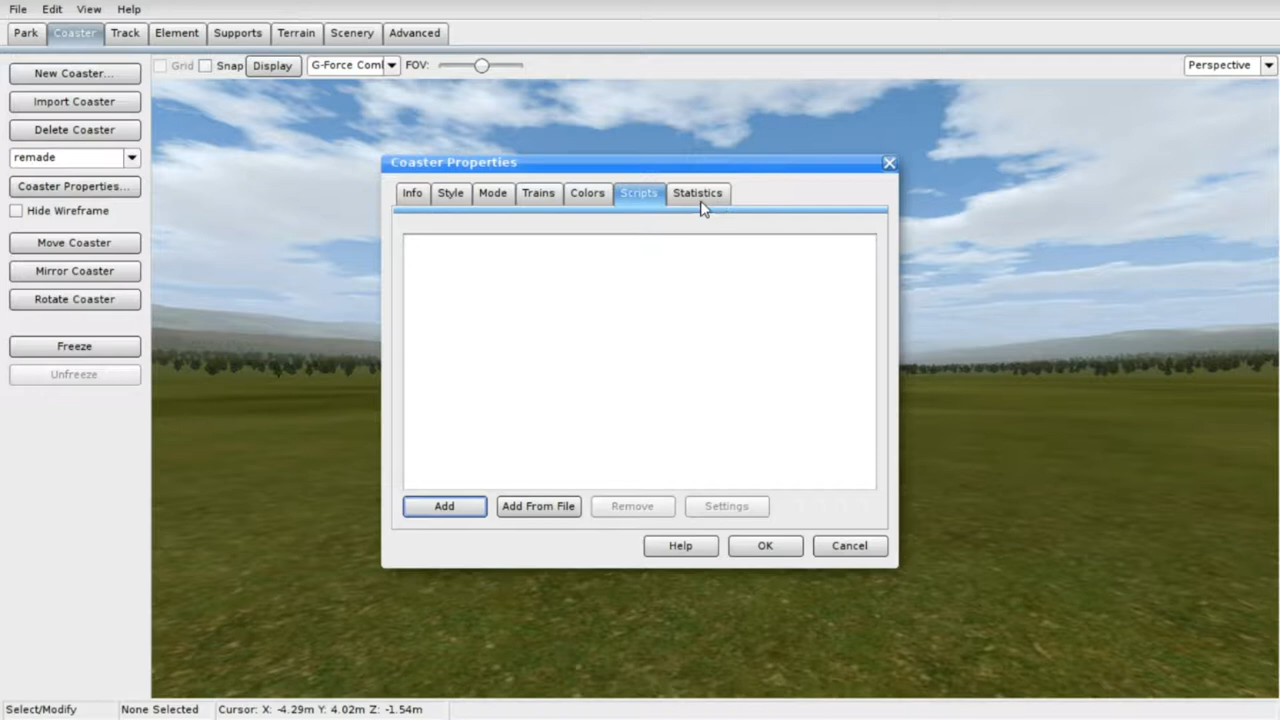 File Edit View Help
Park Coaster Track Element Supports Terrain Scenery Advanced
Grid Snap Display G-Force Coml FOV: Perspective
New Coaster...
Import Coaster
Delete Coaster
remade
Coaster Properties...
Hide Wireframe
Move Coaster
Mirror Coaster
Rotate Coaster
Freeze
Unfreeze
Coaster Properties
Info Style Mode Trains Colors Scripts Statistics
Add Add From File Remove Settings
Help OK Cancel
Select/Modify None Selected Cursor: X: -4.29m Y: 4.02m Z: -1.54m